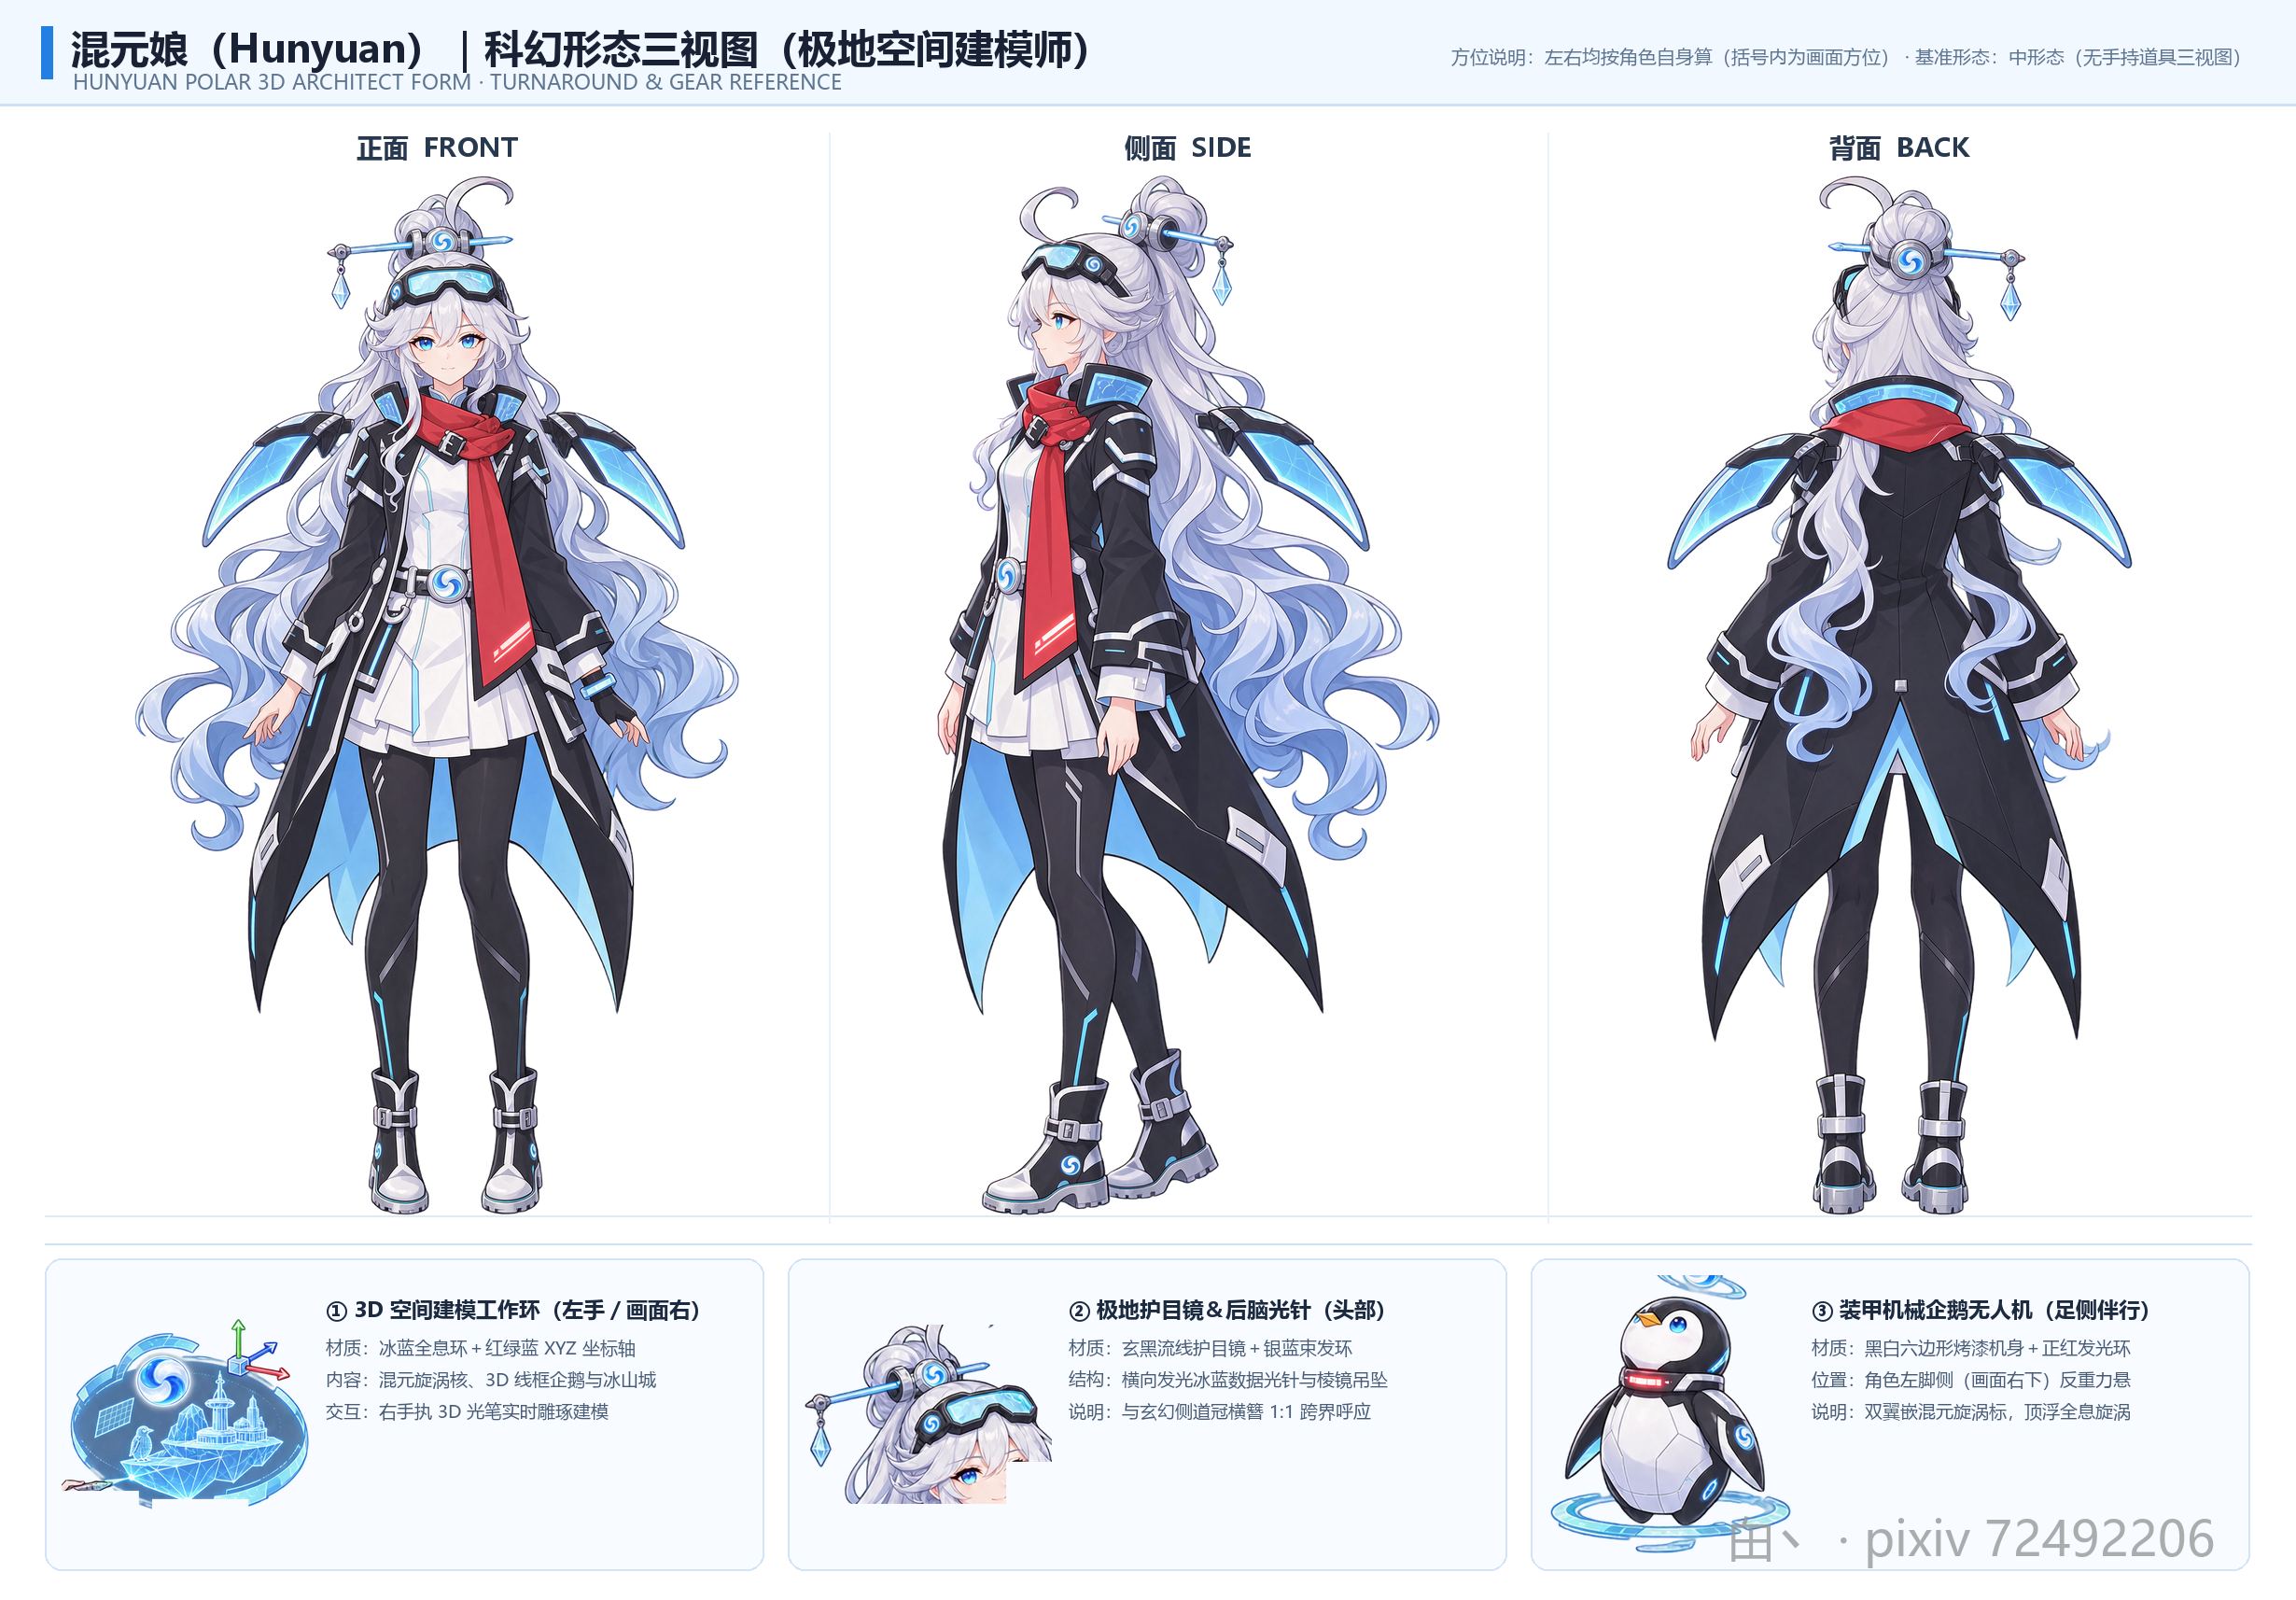 混元娘（Hunyuan）｜科幻形态三视图（极地空间建模师）
HUNYUAN POLAR 3D ARCHITECT FORM · TURNAROUND & GEAR REFERENCE
方位说明：左右均按角色自身算（括号内为画面方位） · 基准形态：中形态（无手持道具三视图）
正面 FRONT
侧面 SIDE
背面 BACK
① 3D 空间建模工作环（左手 / 画面右）
材质：冰蓝全息环 + 红绿蓝 XYZ 坐标轴
内容：混元旋涡核、3D 线框企鹅与冰山城
交互：右手执 3D 光笔实时雕琢建模
② 极地护目镜＆后脑光针（头部）
材质：玄黑流线护目镜 + 银蓝束发环
结构：横向发光冰蓝数据光针与棱镜吊坠
说明：与玄幻侧道冠横簪 1:1 跨界呼应
③ 装甲机械企鹅无人机（足侧伴行）
材质：黑白六边形烤漆机身 + 正红发光环
位置：角色左脚侧（画面右下）反重力悬
说明：双翼嵌混元旋涡标，顶浮全息旋涡
· pixiv 72492206